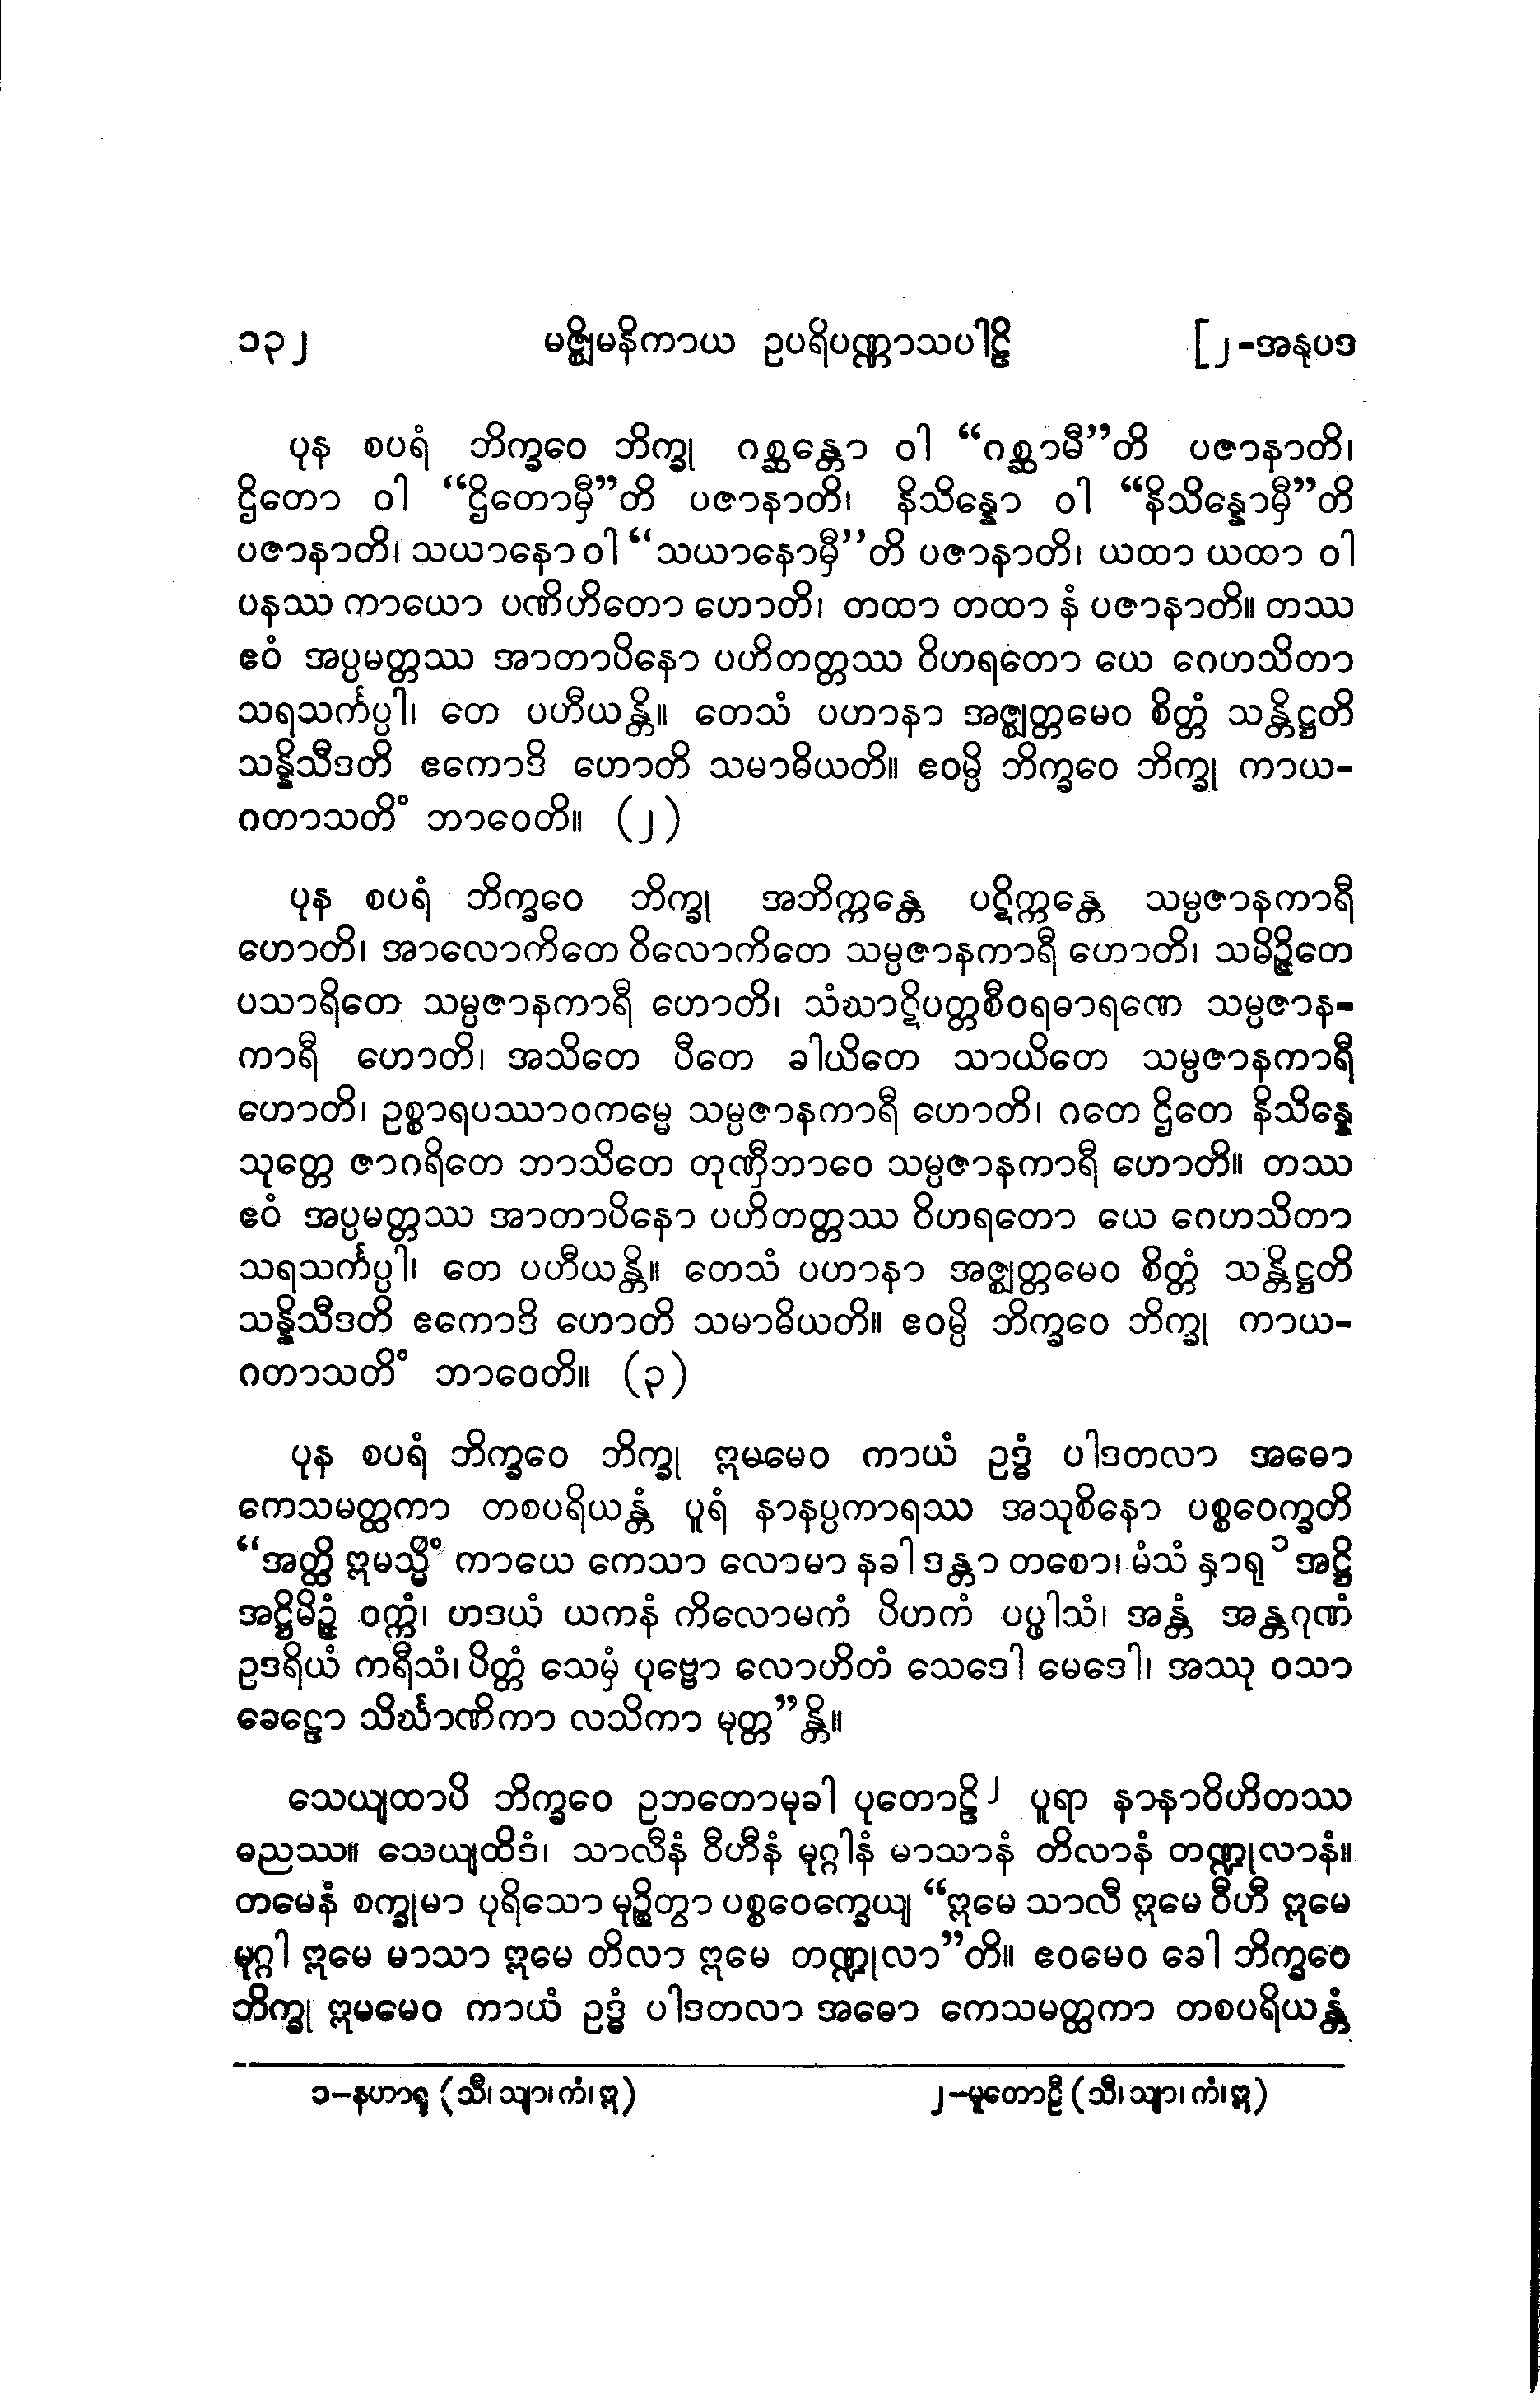 ၁၃၂ မဇ္ဈိမနိကာယ ဥပရိပဏ္ဏာသပါဠိ [၂-အနုပဒ
ပုန စပရံ ဘိက္ခဝေ ဘိက္ခု ဂစ္ဆန္တော ဝါ “ဂစ္ဆာမီ”တိ ပဇာနာတိ၊
ဌိတော ဝါ “ဌိတောမှီ”တိ ပဇာနာတိ၊ နိသိန္နော ဝါ “နိသိန္နောမှီ”တိ
ပဇာနာတိ၊ သယာနော ဝါ “သယာနောမှီ”တိ ပဇာနာတိ၊ ယထာ ယထာ ဝါ
ပနဿ ကာယော ပဏိဟိတော ဟောတိ၊ တထာ တထာ နံ ပဇာနာတိ။ တဿ
ဧဝံ အပ္ပမတ္တဿ အာတာပိနော ပဟိတတ္တဿ ဝိဟရတော ယေ ဂေဟသိတာ
သရသင်္ကပ္ပါ၊ တေ ပဟီယန္တိ။ တေသံ ပဟာနာ အဇ္ဈတ္တမေဝ စိတ္တံ သန္တိဋ္ဌတိ
သန္နိသီဒတိ ဧကောဒိ ဟောတိ သမာဓိယတိ။ ဧဝမ္ပိ ဘိက္ခဝေ ဘိက္ခု ကာယ-
ဂတာသတိံ ဘာဝေတိ။ (၂)
ပုန စပရံ ဘိက္ခဝေ ဘိက္ခု အဘိက္ကန္တေ ပဋိက္ကန္တေ သမ္ပဇာနကာရီ
ဟောတိ၊ အာလောကိတေ ဝိလောကိတေ သမ္ပဇာနကာရီ ဟောတိ၊ သမိဉ္ဇိတေ
ပသာရိတေ သမ္ပဇာနကာရီ ဟောတိ၊ သံဃာဋိပတ္တစီဝရဓာရဏေ သမ္ပဇာန-
ကာရီ ဟောတိ၊ အသိတေ ပီတေ ခါယိတေ သာယိတေ သမ္ပဇာနကာရီ
ဟောတိ၊ ဥစ္စာရပဿာဝကမ္မေ သမ္ပဇာနကာရီ ဟောတိ၊ ဂတေ ဌိတေ နိသိန္နေ
သုတ္တေ ဇာဂရိတေ ဘာသိတေ တုဏှီဘာဝေ သမ္ပဇာနကာရီ ဟောတိ။ တဿ
ဧဝံ အပ္ပမတ္တဿ အာတာပိနော ပဟိတတ္တဿ ဝိဟရတော ယေ ဂေဟသိတာ
သရသင်္ကပ္ပါ၊ တေ ပဟီယန္တိ။ တေသံ ပဟာနာ အဇ္ဈတ္တမေဝ စိတ္တံ သန္တိဋ္ဌတိ
သန္နိသီဒတိ ဧကောဒိ ဟောတိ သမာဓိယတိ။ ဧဝမ္ပိ ဘိက္ခဝေ ဘိက္ခု ကာယ-
ဂတာသတိံ ဘာဝေတိ။ (၃)
ပုန စပရံ ဘိက္ခဝေ ဘိက္ခု ဣမမေဝ ကာယံ ဥဒ္ဓံ ပါဒတလာ အဓော
ကေသမတ္ထကာ တစပရိယန္တံ ပူရံ နာနပ္ပကာရဿ အသုစိနော ပစ္စဝေက္ခတိ
“အတ္ထိ ဣမသ္မိံ ကာယေ ကေသာ လောမာ နခါ ဒန္တာ တစော၊ မံသံ နှာရု၁ အဋ္ဌိ
အဋ္ဌိမိဉ္ဇံ ဝက္ကံ၊ ဟဒယံ ယကနံ ကိလောမကံ ပိဟကံ ပပ္ဖါသံ၊ အန္တံ အန္တဂုဏံ
ဥဒရိယံ ကရီသံ၊ ပိတ္တံ သေမှံ ပုဗ္ဗော လောဟိတံ သေဒေါ မေဒေါ၊ အဿု ဝသာ
ခေဠော သိင်္ဃာဏိကာ လသိကာ မုတ္တ”န္တိ။
သေယျထာပိ ဘိက္ခဝေ ဥဘတောမုခါ ပုတောဠိ၂ ပူရာ နာနာဝိဟိတဿ
ဓညဿ။ သေယျထိဒံ၊ သာလီနံ ဝီဟီနံ မုဂ္ဂါနံ မာသာနံ တိလာနံ တဏ္ဍုလာနံ။
တမေနံ စက္ခုမာ ပုရိသော မုဉ္စိတွာ ပစ္စဝေက္ခေယျ “ဣမေ သာလီ ဣမေ ဝီဟီ ဣမေ
မုဂ္ဂါ ဣမေ မာသာ ဣမေ တိလာ ဣမေ တဏ္ဍုလာ”တိ။ ဧဝမေဝ ခေါ ဘိက္ခဝေ
ဘိက္ခု ဣမမေဝ ကာယံ ဥဒ္ဓံ ပါဒတလာ အဓော ကေသမတ္ထကာ တစပရိယန္တံ
၁-နဟာရူ (သီ၊ သျာ၊ ကံ၊ ဣ) ၂-မူတောဠီ (သီ၊ သျာ၊ ကံ၊ ဣ)